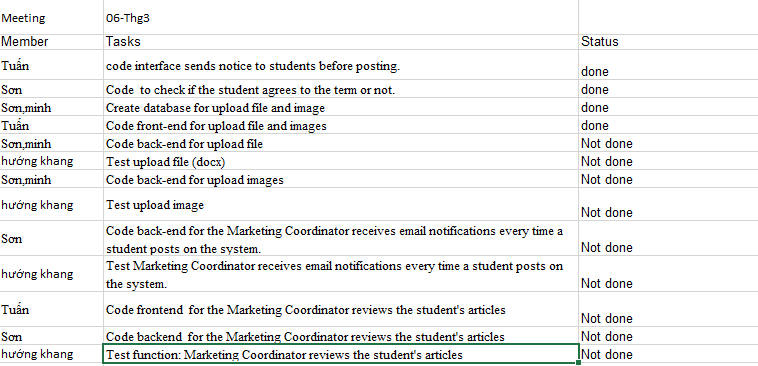 Meeting 06-Thg3
Member Tasks Status
Tuấn code interface sends notice to students before posting. done
Sơn Code to check if the student agrees to the term or not. done
Sơn,minh Create database for upload file and image done
Tuấn Code front-end for upload file and images done
Sơn,minh Code back-end for upload file Not done
hướng khang Test upload file (docx) Not done
Sơn,minh Code back-end for upload images Not done
hướng khang Test upload image Not done
Sơn Code back-end for the Marketing Coordinator receives email notifications every time a
student posts on the system. Not done
hướng khang Test Marketing Coordinator receives email notifications every time a student posts on
the system. Not done
Tuấn Code frontend for the Marketing Coordinator reviews the student's articles Not done
Sơn Code backend for the Marketing Coordinator reviews the student's articles Not done
hướng khang Test function: Marketing Coordinator reviews the student's articles Not done